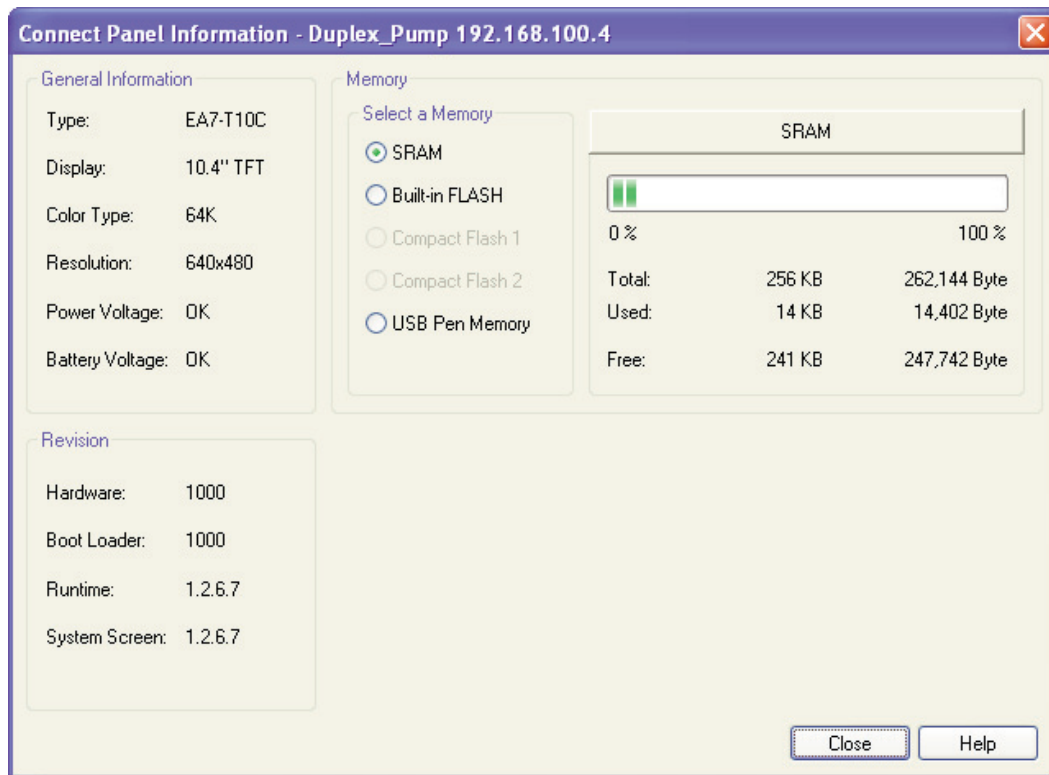 Connect Panel Information - Duplex_Pump 192.168.100.4
General Information
Type: EA7-T10C
Display: 10.4" TFT
Color Type: 64K
Resolution: 640x480
Power Voltage: OK
Battery Voltage: OK
Memory
Select a Memory
SRAM
Built-in FLASH
Compact Flash 1
Compact Flash 2
USB Pen Memory
SRAM
0 % 100 %
Total: 256 KB 262,144 Byte
Used: 14 KB 14,402 Byte
Free: 241 KB 247,742 Byte
Revision
Hardware: 1000
Boot Loader: 1000
Runtime: 1.2.6.7
System Screen: 1.2.6.7
Close Help